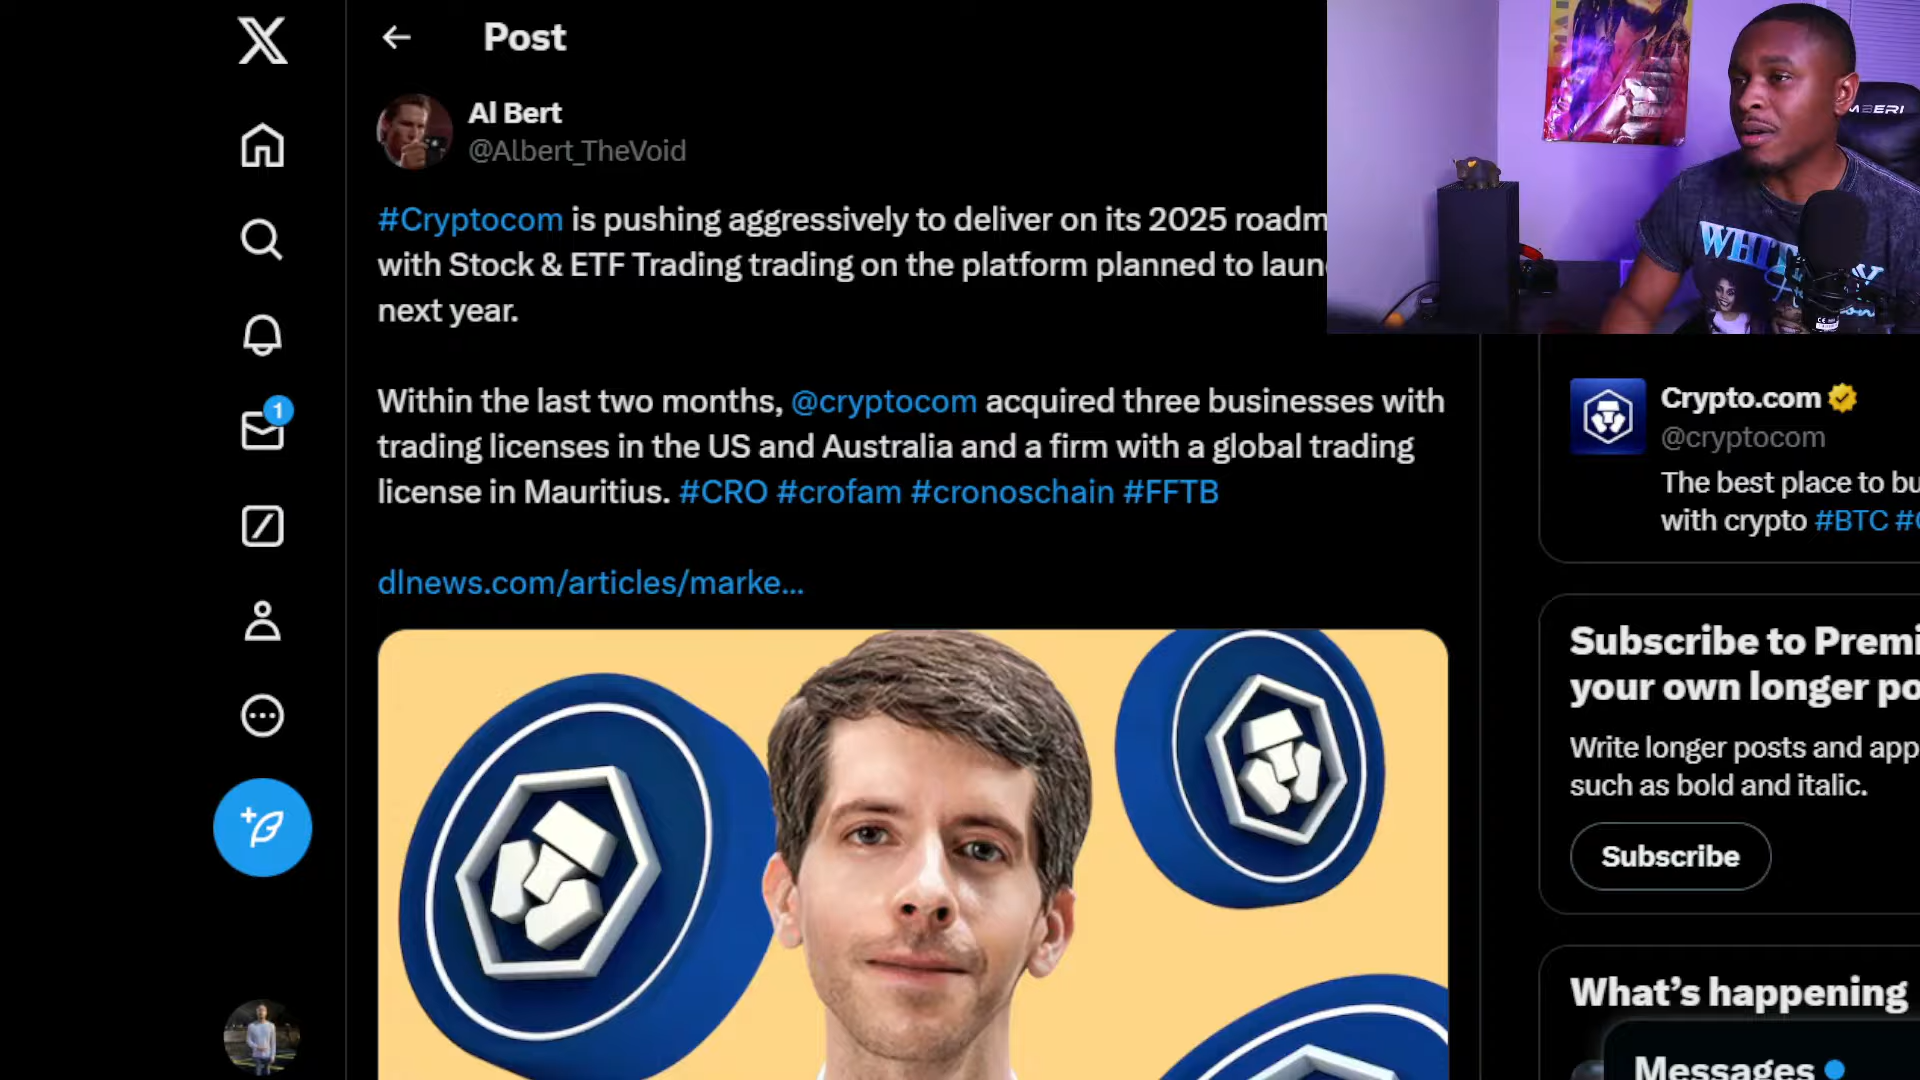 Post
Al Bert
@Albert_TheVoid
#Cryptocom is pushing aggressively to deliver on its 2025 roadm
with Stock & ETF Trading trading on the platform planned to laun
next year.
Within the last two months, @cryptocom acquired three businesses with
trading licenses in the US and Australia and a firm with a global trading
license in Mauritius. #CRO #crofam #cronoschain #FFTB
dlnews.com/articles/marke...
1
Crypto.com
@cryptocom
The best place to bu
with crypto #BTC #
Subscribe to Premi
your own longer po
Write longer posts and app
such as bold and italic.
Subscribe
What's happening
Messages